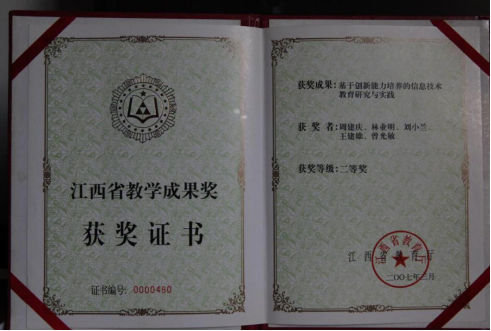 江西省教学成果奖
获奖证书
证书编号: 0000460
获奖成果: 基于创新能力培养的信息技术
教育研究与实践
获 奖 者: 周建庆、林业明、刘小兰、
王建雄、曾光敏
获奖等级: 二等奖
江西省教育厅
二〇〇七年三月